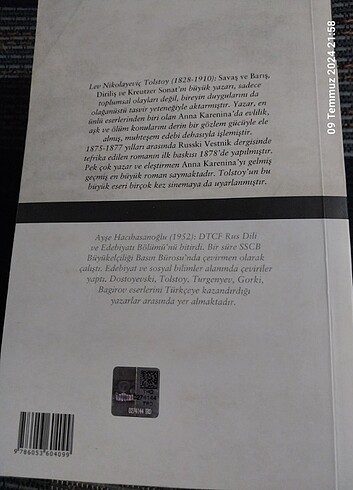 Lev Nikolayeviç Tolstoy (1828-1910): Savaş ve Barış,
Diriliş ve Kreutzer Sonat'ın büyük yazarı, sadece
toplumsal olayları değil, bireyin duygularını da
olağanüstü tasvir yeteneğiyle aktarmıştır. Yazar, en
ünlü eserlerinden biri olan Anna Karenina'da evlilik,
aşk ve ölüm konularını derin bir gözlem gücüyle ele
almış, muhteşem edebi dehasıyla işlemiştir.
1875-1877 yılları arasında Russki Vestnik dergisinde
tefrika edilen romanın ilk baskısı 1878'de yapılmıştır.
Pek çok yazar ve eleştirmen Anna Karenina'yı gelmiş
geçmiş en büyük roman saymaktadır. Tolstoy'un bu
büyük eseri birçok kez sinemaya da uyarlanmıştır.
Ayşe Hacıhasanoğlu (1952): DTCF Rus Dili
ve Edebiyatı Bölümü'nü bitirdi. Bir süre SSCB
Büyükelçiliği Basın Bürosu'nda çevirmen olarak
çalıştı. Edebiyat ve sosyal bilimler alanında çeviriler
yaptı. Dostoyevski, Tolstoy, Turgenyev, Gorki,
Bagirov eserlerini Türkçeye kazandırdığı
yazarlar arasında yer almaktadır.
0274144
9786053604099
09 Temmuz 2024 21:58